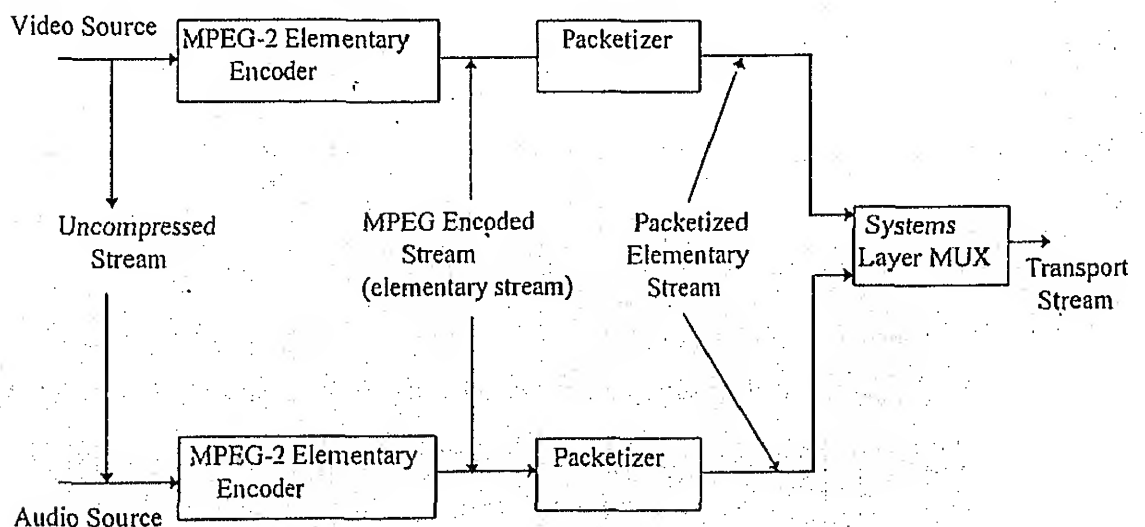 Video Source
MPEG-2 Elementary
Encoder
Packetizer
Uncompressed
Stream
MPEG Encoded
Stream
(elementary stream)
Packetized
Elementary
Stream
Systems
Layer MUX
Transport
Stream
MPEG-2 Elementary
Encoder
Packetizer
Audio Source